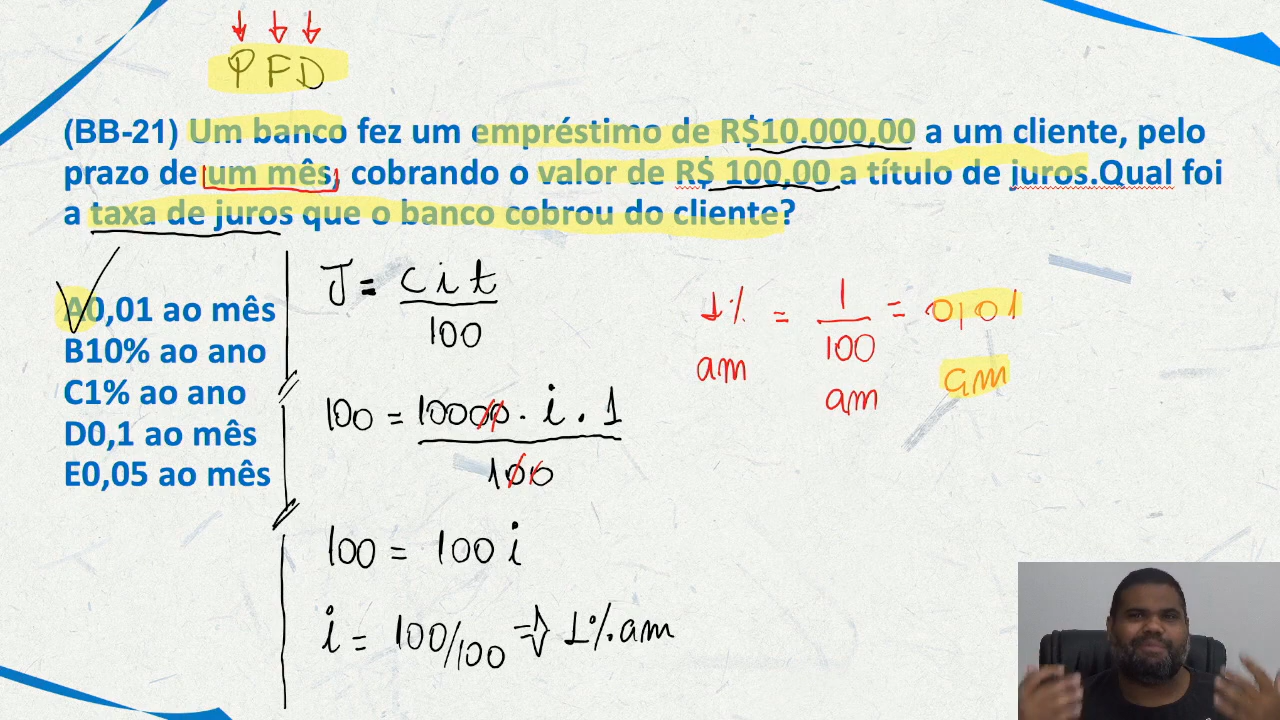 PFD
(BB-21) Um banco fez um empréstimo de R$10.000,00 a um cliente, pelo
prazo de um mês, cobrando o valor de R$ 100,00 a título de juros.Qual foi
a taxa de juros que o banco cobrou do cliente?
A0,01 ao mês
B10% ao ano
C1% ao ano
D0,1 ao mês
E0,05 ao mês
J = c i t
100
100 = 10000 . i . 1
100
100 = 100 i
i = 100/100 ⇒ 1%.am
1% = 1 = 0,01
100
am am am